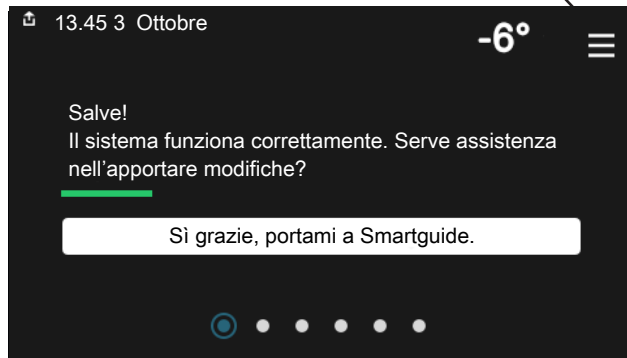 13.45 3 Ottobre
-6°
Salve!
Il sistema funziona correttamente. Serve assistenza
nell'apportare modifiche?
Sì grazie, portami a Smartguide.